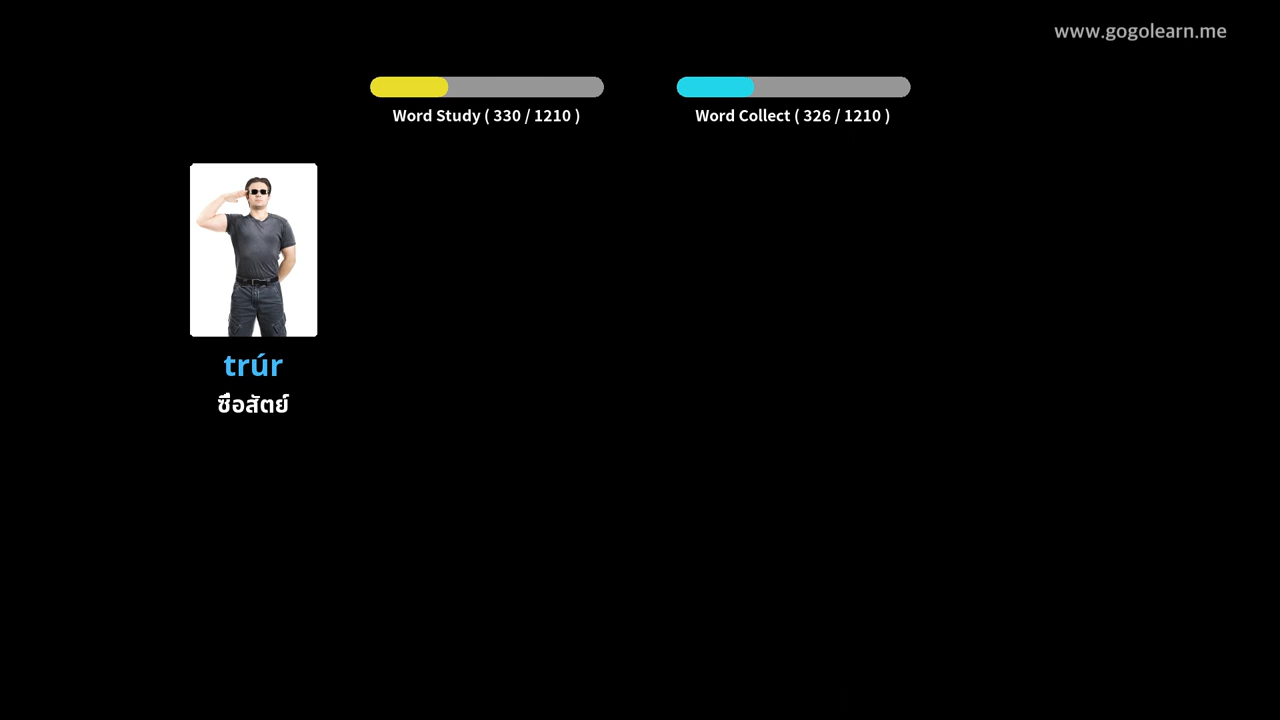 www.gogolearn.me
Word Study ( 330 / 1210 )
Word Collect ( 326 / 1210 )
trúr
ซื่อสัตย์